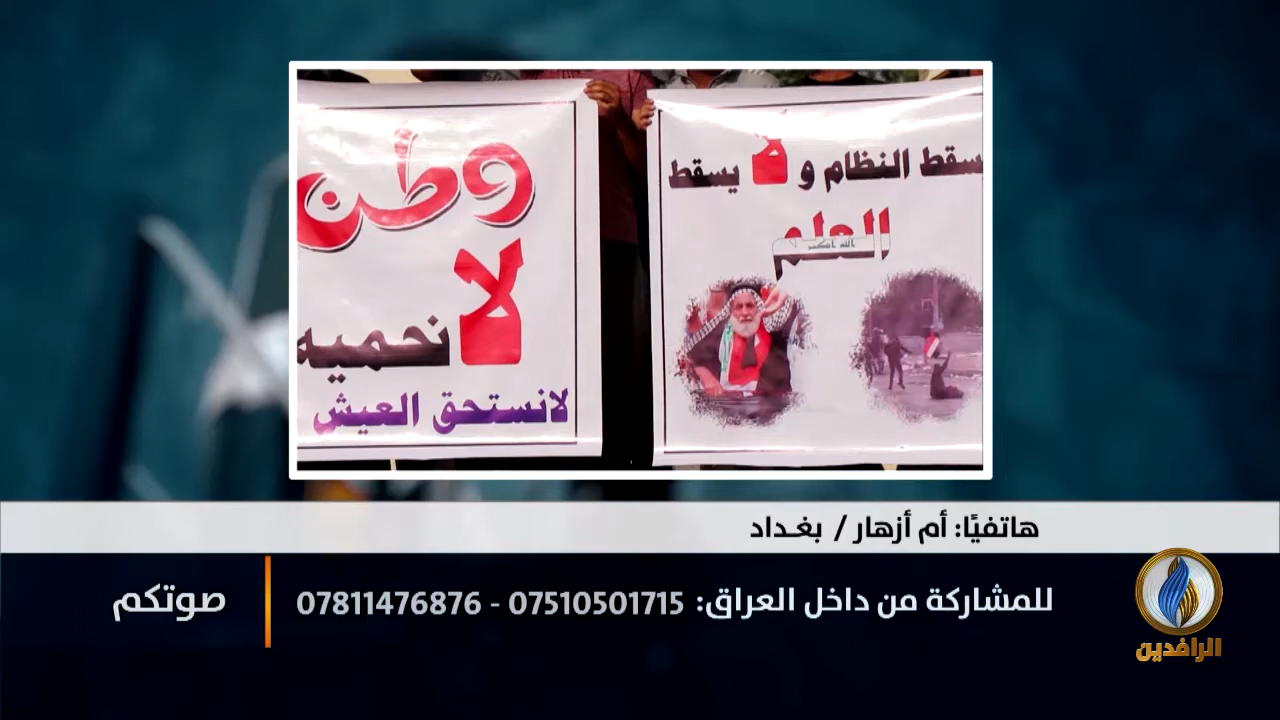 سقط النظام و لا يسقط
العلم
الله اكبر
وطن
لا نحميه
لانستحق العيش
هاتفيًا: أم أزهار / بغـداد
للمشاركة من داخل العراق: 07510501715 - 07811476876
صوتكم
الرافدين